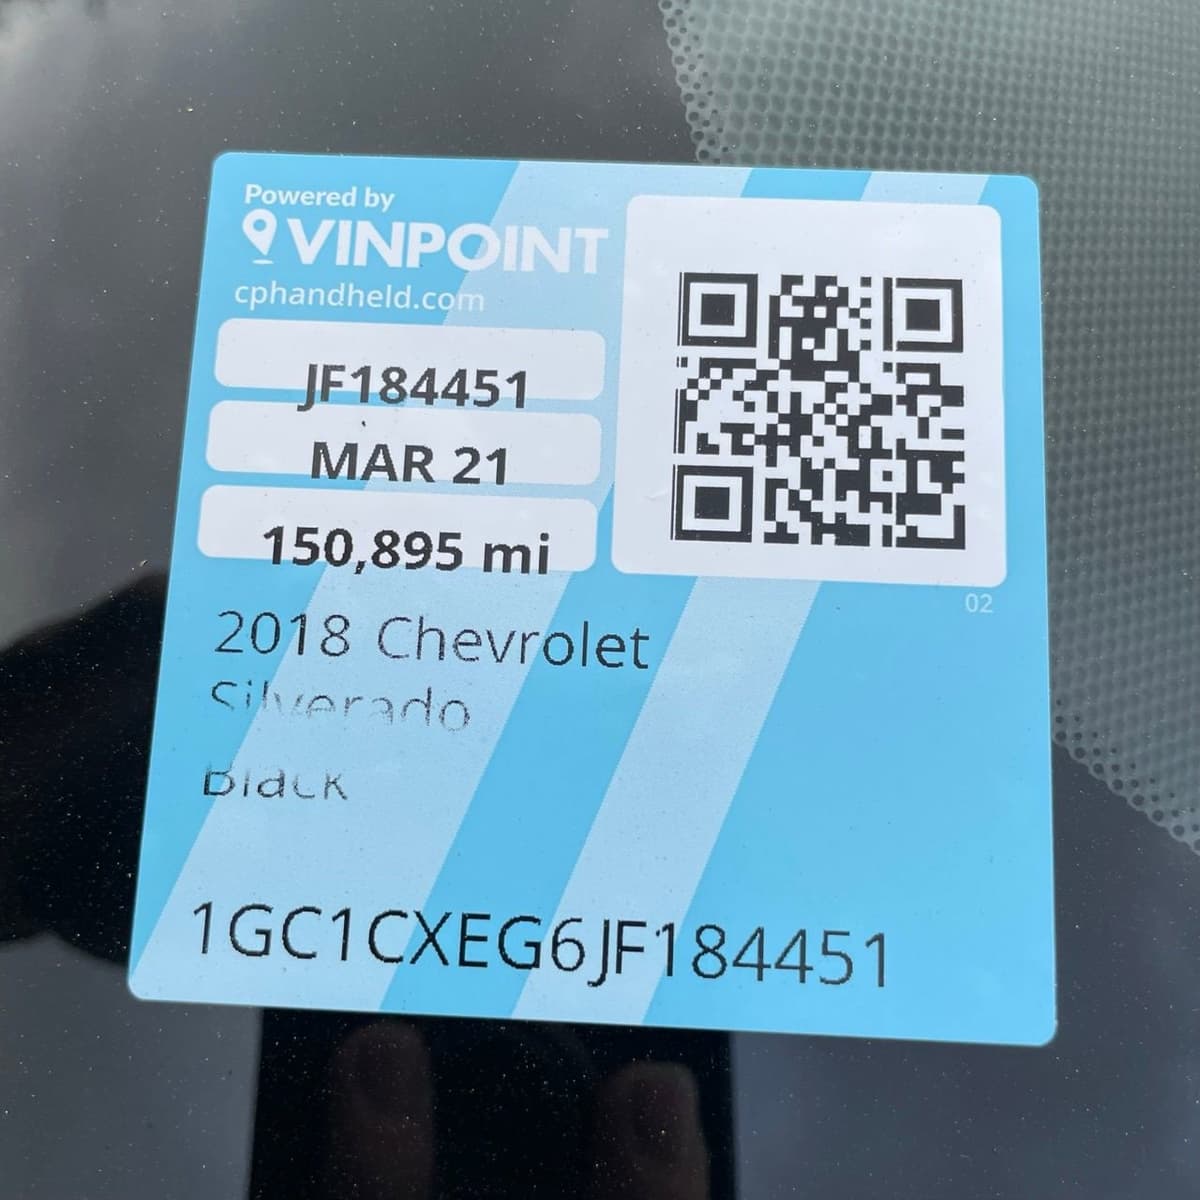 Powered by
VINPOINT
cphandheld.com
JF184451
MAR 21
150,895 mi
02
2018 Chevrolet
Silverado
Black
1GC1CXEG6JF184451